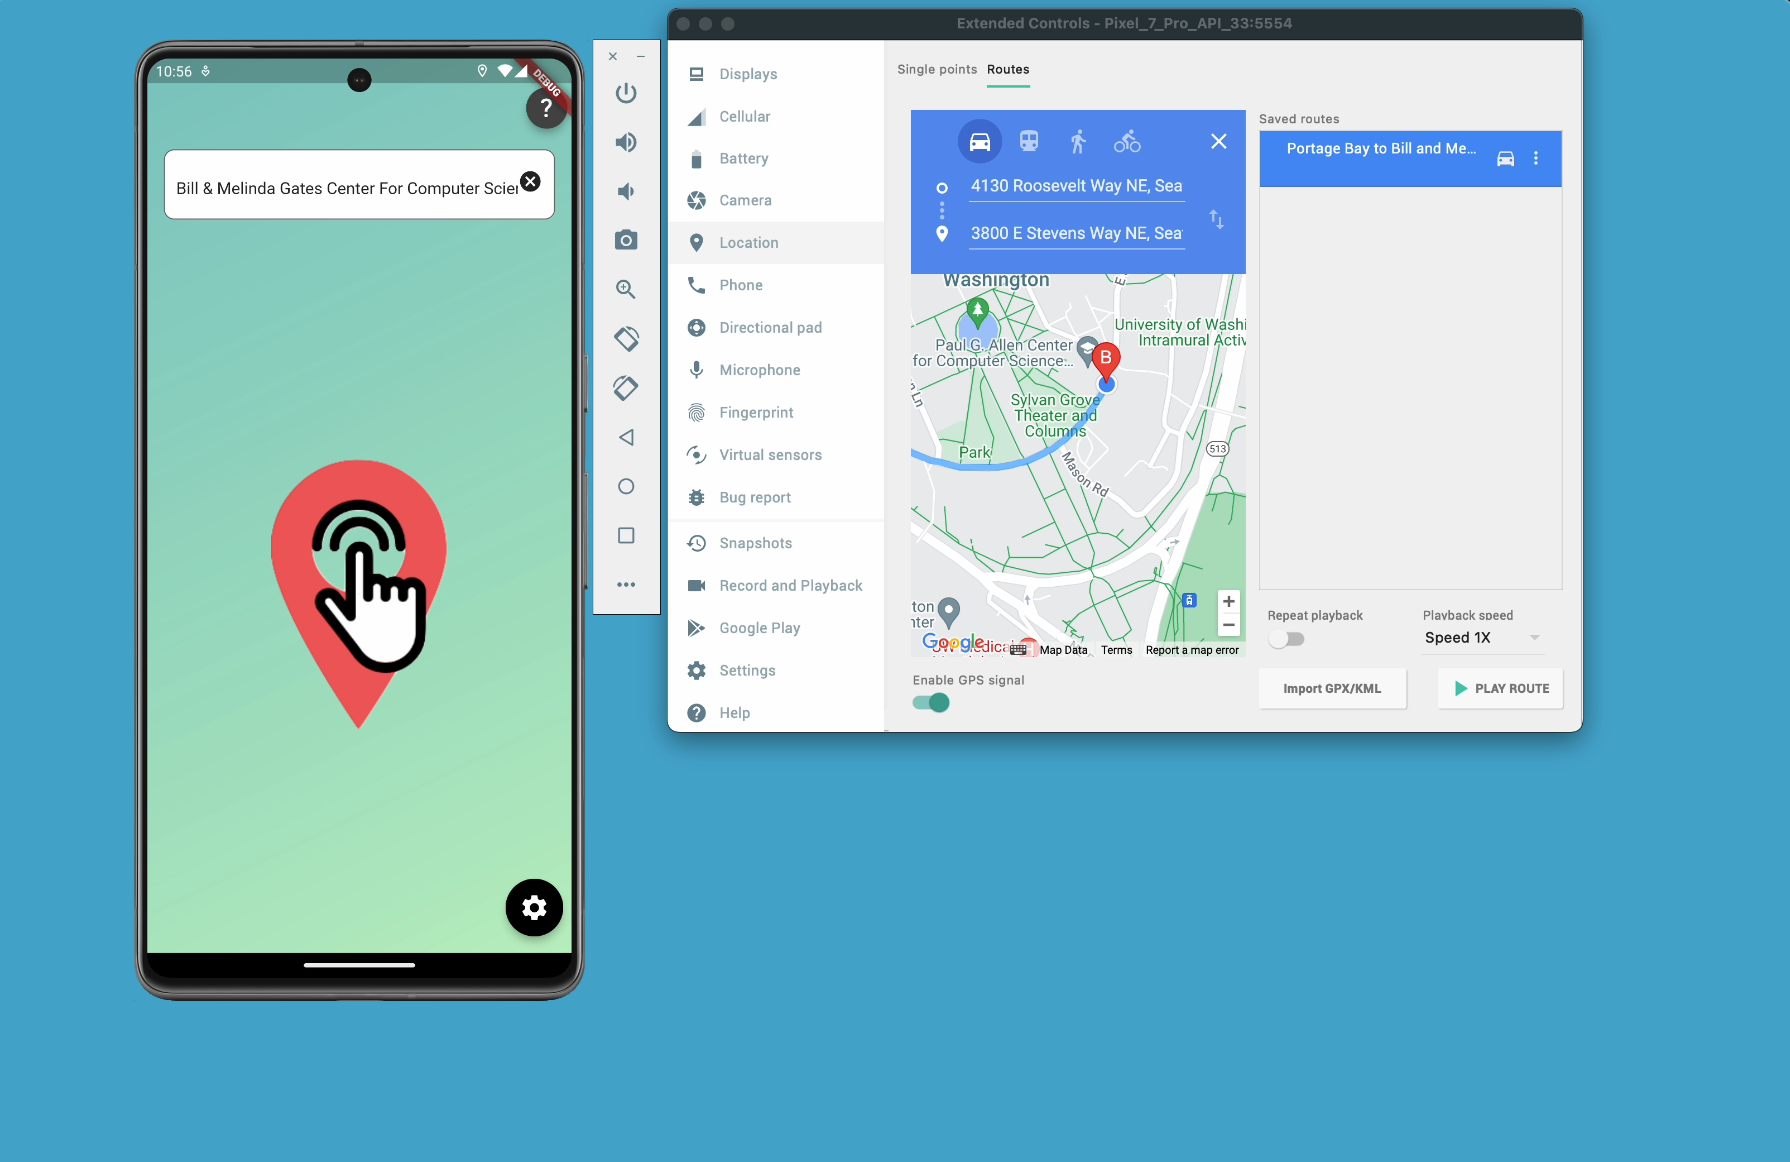 10:56
DEBUG
?
Bill & Melinda Gates Center For Computer Scien
Extended Controls - Pixel_7_Pro_API_33:5554
Displays
Cellular
Battery
Camera
Location
Phone
Directional pad
Microphone
Fingerprint
Virtual sensors
Bug report
Snapshots
Record and Playback
Google Play
Settings
Help
Single points
Routes
4130 Roosevelt Way NE, Sea
3800 E Stevens Way NE, Sea
Washington
University of Washi
Intramural Activ
Paul G. Allen Center
for Computer Science...
B
Sylvan Grove
Theater and
Columns
Park
Mason Rd
513
Google
Map Data
Terms
Report a map error
Enable GPS signal
Saved routes
Portage Bay to Bill and Me...
Repeat playback
Playback speed
Speed 1X
Import GPX/KML
PLAY ROUTE